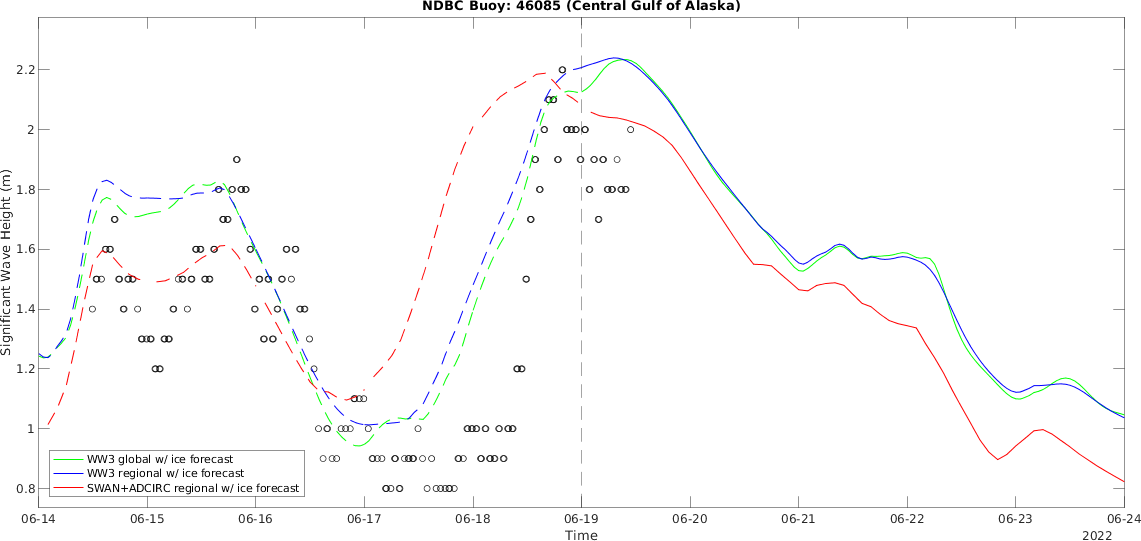 NDBC Buoy: 46085 (Central Gulf of Alaska)
Significant Wave Height (m)
2.2
2
1.8
1.6
1.4
1.2
1
0.8
WW3 global w/ ice forecast
WW3 regional w/ ice forecast
SWAN+ADCIRC regional w/ ice forecast
06-14 06-15 06-16 06-17 06-18 06-19 06-20 06-21 06-22 06-23 06-24
Time
2022